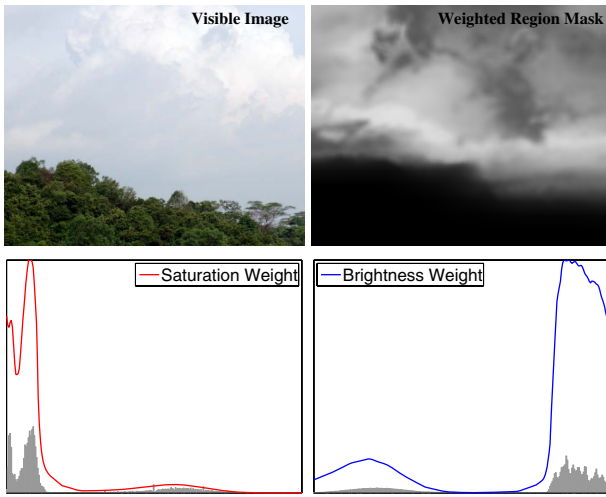 Visible Image
Weighted Region Mask
Saturation Weight
Brightness Weight